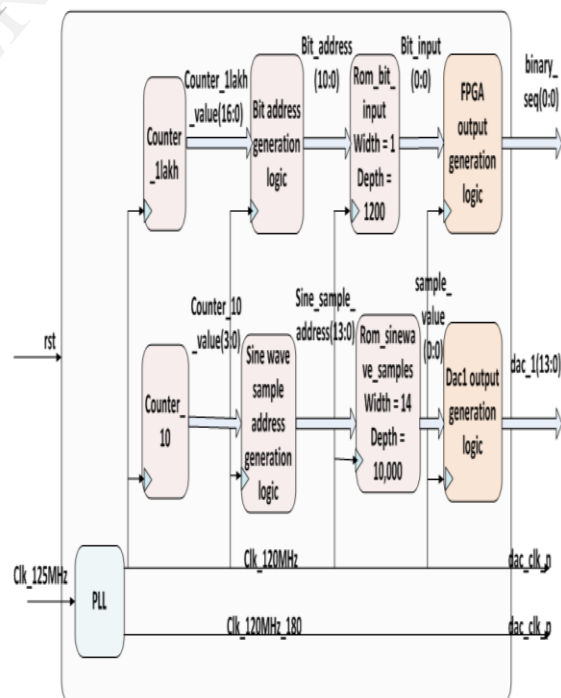 Counter_1lakh
_value(16:0)
Bit_address
(10:0)
Bit_input
(0:0)
binary_
seq(0:0)
Counter
_1lakh
Bit address
generation
logic
Rom_bit_
input
Width = 1
Depth =
1200
FPGA
output
generation
logic
rst
Counter_10
_value(3:0)
Sine_sample_
address(13:0)
sample_
value
(0:0)
dac_1(13:0)
Counter_
10
Sine wave
sample
address
generation
logic
Rom_sinewa
ve_samples
Width = 14
Depth =
10,000
Dac1 output
generation
logic
Clk_125MHz
PLL
Clk_120MHz
dac_clk_n
Clk_120MHz_180
dac_clk_p